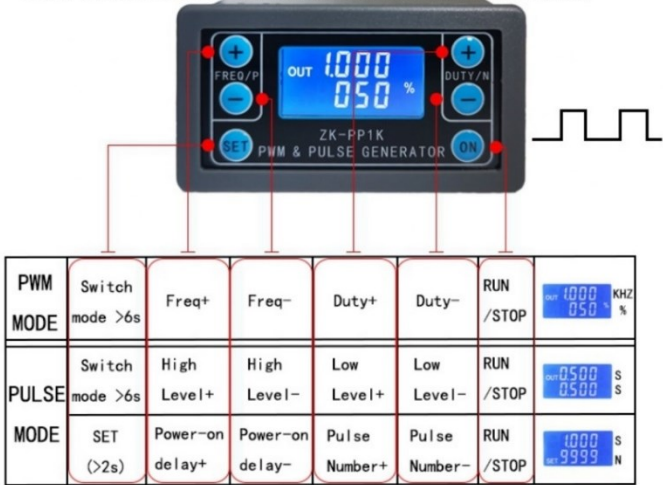 OUT 1.000
FREQ/P
DUTY/N
050 %
ZK-PP1K
SET
PWM & PULSE GENERATOR
ON
PWM MODE
Switch mode >6s
Freq+
Freq-
Duty+
Duty-
RUN /STOP
OUT 1.000 KHZ
050 % %
PULSE MODE
Switch mode >6s
High Level+
High Level-
Low Level+
Low Level-
RUN /STOP
OUT 0.500 S
0.500 S
SET (>2s)
Power-on delay+
Power-on delay-
Pulse Number+
Pulse Number-
RUN /STOP
1.000 S
SET 9999 N